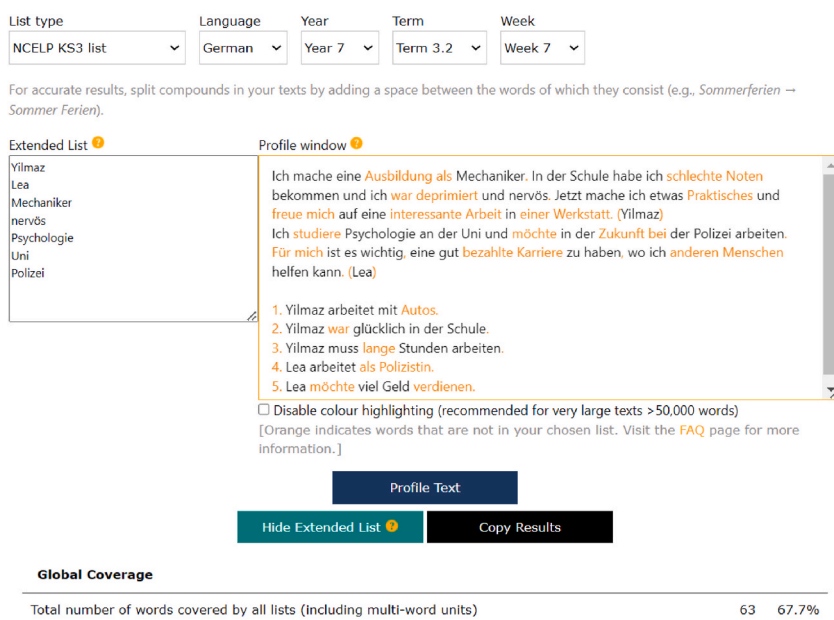 List type Language Year Term Week
NCELP KS3 list German Year 7 Term 3.2 Week 7
For accurate results, split compounds in your texts by adding a space between the words of which they consist (e.g., Sommerferien →
Sommer Ferien).
Extended List ? Profile window ?
Yilmaz
Lea
Mechaniker
nervös
Psychologie
Uni
Polizei
Ich mache eine Ausbildung als Mechaniker. In der Schule habe ich schlechte Noten
bekommen und ich war deprimiert und nervös. Jetzt mache ich etwas Praktisches und
freue mich auf eine interessante Arbeit in einer Werkstatt. (Yilmaz)
Ich studiere Psychologie an der Uni und möchte in der Zukunft bei der Polizei arbeiten.
Für mich ist es wichtig, eine gut bezahlte Karriere zu haben, wo ich anderen Menschen
helfen kann. (Lea)
1. Yilmaz arbeitet mit Autos.
2. Yilmaz war glücklich in der Schule.
3. Yilmaz muss lange Stunden arbeiten.
4. Lea arbeitet als Polizistin.
5. Lea möchte viel Geld verdienen.
Disable colour highlighting (recommended for very large texts >50,000 words)
[Orange indicates words that are not in your chosen list. Visit the FAQ page for more
information.]
Profile Text
Hide Extended List ? Copy Results
Global Coverage
Total number of words covered by all lists (including multi-word units) 63 67.7%